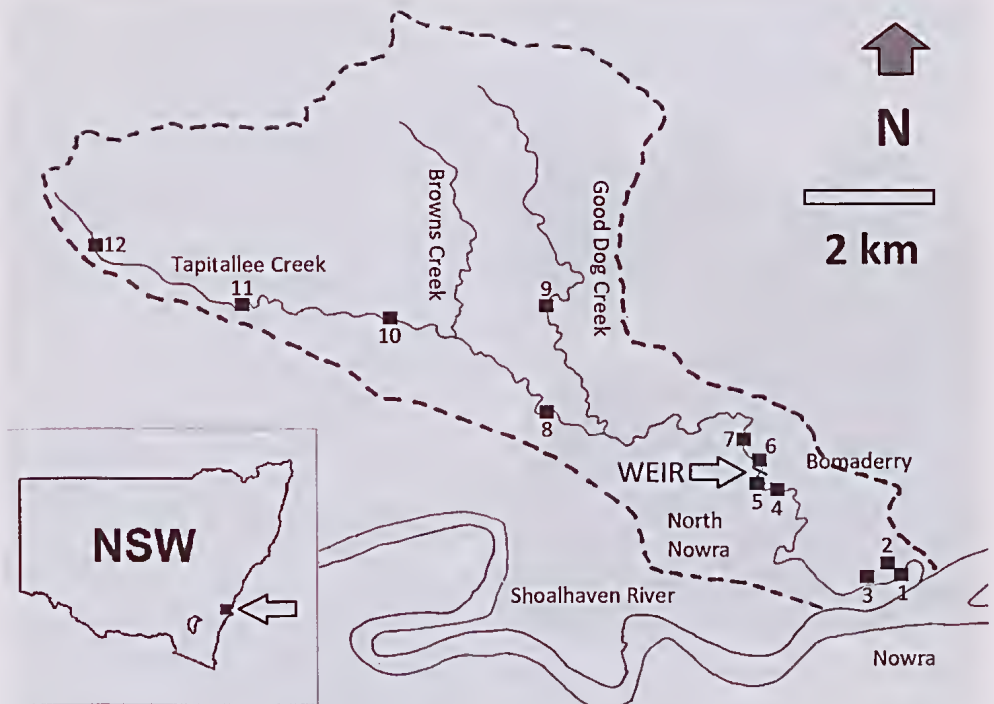 N
2 km
Browns Creek
Good Dog Creek
12
Tapitallee Creek
11
9
10
8
7
6
WEIR
Bomaderry
5
4
North
Nowra
NSW
2
3
1
Shoalhaven River
Nowra